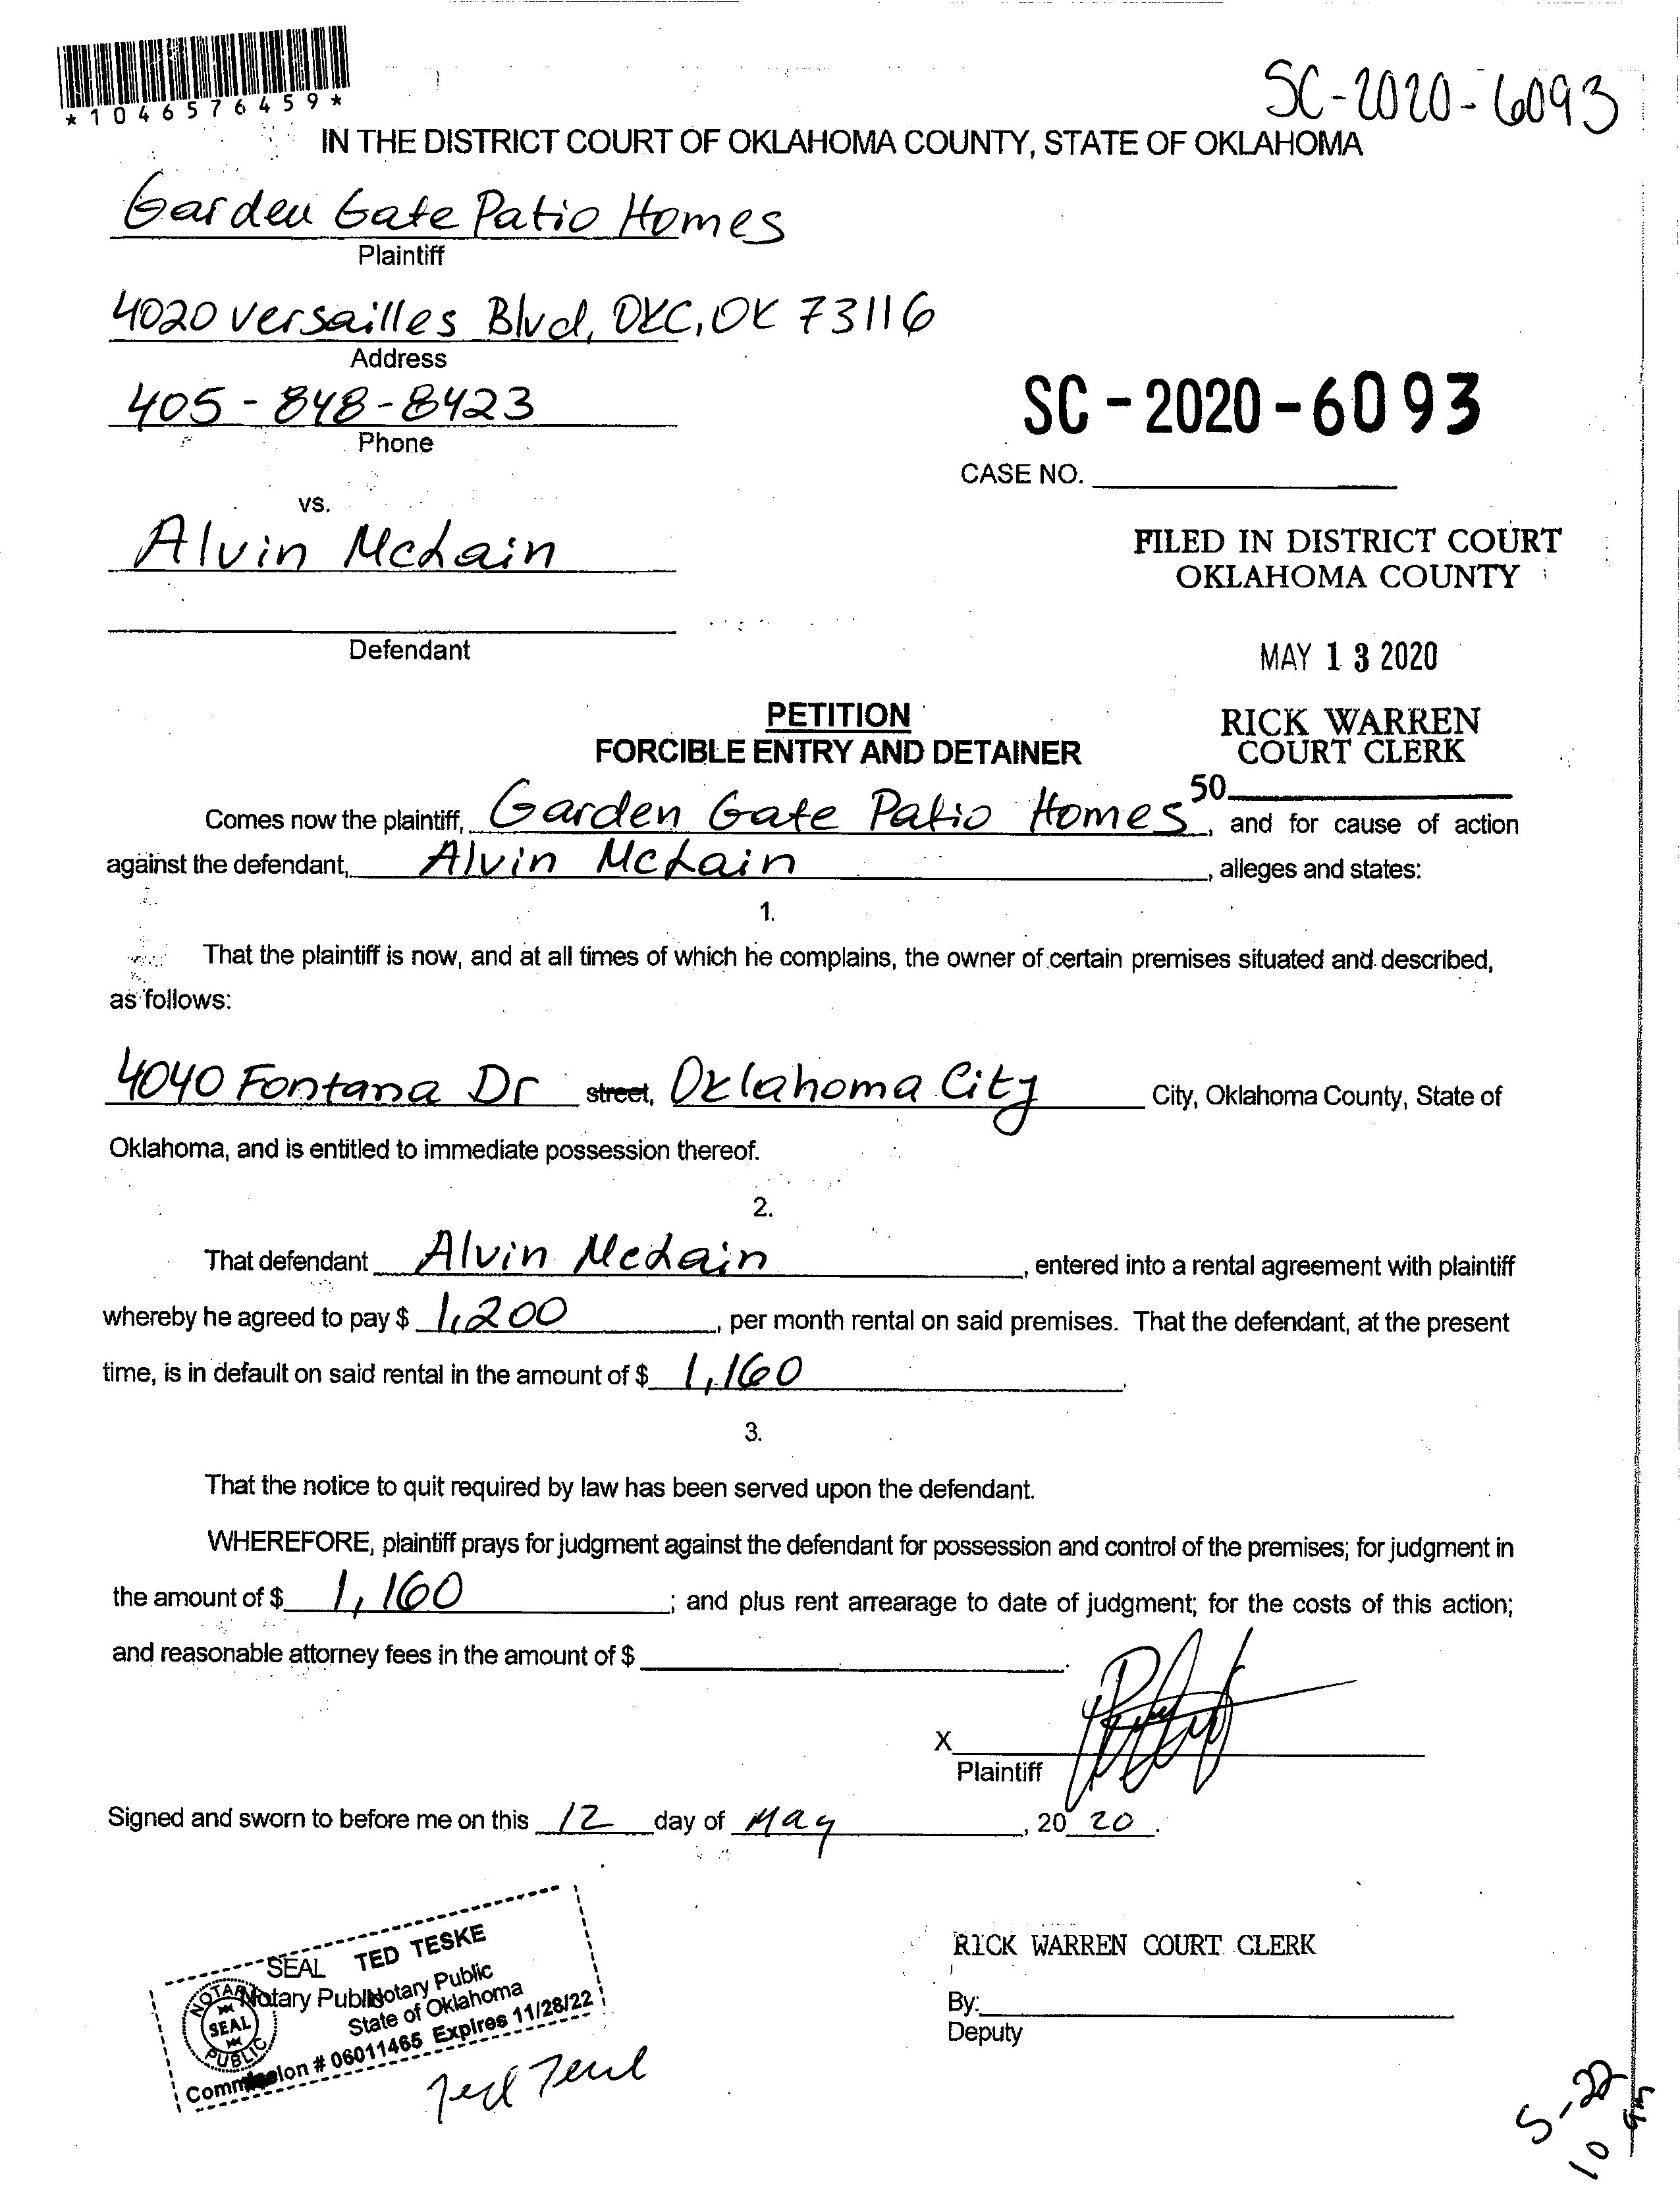 *1046576459*
SC-2020-6093
IN THE DISTRICT COURT OF OKLAHOMA COUNTY, STATE OF OKLAHOMA
Garden Gate Patio Homes
Plaintiff
4020 Versailles Blvd, OKC, OK 73116
Address
405-848-8423
Phone
SC-2020-6093
CASE NO.
vs.
Alvin McLain
FILED IN DISTRICT COURT
OKLAHOMA COUNTY
Defendant
MAY 13 2020
PETITION
FORCIBLE ENTRY AND DETAINER
RICK WARREN
COURT CLERK
50
Comes now the plaintiff, Garden Gate Patio Homes, and for cause of action
against the defendant, Alvin McLain, alleges and states:
1.
That the plaintiff is now, and at all times of which he complains, the owner of certain premises situated and described,
as follows:
4040 Fontana Dr street, Oklahoma City City, Oklahoma County, State of
Oklahoma, and is entitled to immediate possession thereof.
2.
That defendant Alvin McLain, entered into a rental agreement with plaintiff
whereby he agreed to pay $ 1,200, per month rental on said premises. That the defendant, at the present
time, is in default on said rental in the amount of $ 1,160.
3.
That the notice to quit required by law has been served upon the defendant.
WHEREFORE, plaintiff prays for judgment against the defendant for possession and control of the premises; for judgment in
the amount of $ 1,160; and plus rent arrearage to date of judgment; for the costs of this action;
and reasonable attorney fees in the amount of $.
X
Plaintiff
Signed and sworn to before me on this 12 day of May, 2020.
SEAL TED TESKE
Notary Public Notary Public
State of Oklahoma
Commission # 06011465 Expires 11/28/22
NOTARY SEAL PUBLIC
RICK WARREN COURT CLERK
By:
Deputy
5-22
10